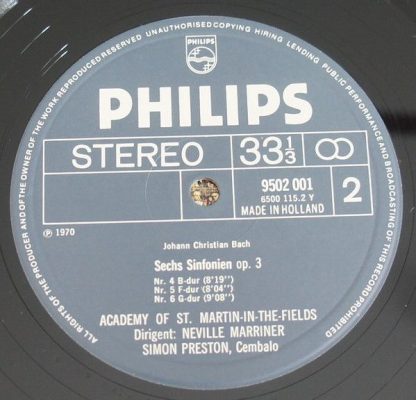 ALL RIGHTS OF THE PRODUCER AND OF THE OWNER OF THE WORK REPRODUCED RESERVED UNAUTHORISED COPYING HIRING LENDING PUBLIC PERFORMANCE AND BROADCASTING OF THIS RECORD PROHIBITED
PHILIPS
PHILIPS
STEREO 33 1/3
9502 001 2
6500 115.2 Y
MADE IN HOLLAND
℗ 1970
Johann Christian Bach
Sechs Sinfonien op. 3
Nr. 4 B-dur (8'19'')
Nr. 5 F-dur (8'04'')
Nr. 6 G-dur (9'08'')
ACADEMY OF ST. MARTIN-IN-THE-FIELDS
Dirigent: NEVILLE MARRINER
SIMON PRESTON, Cembalo